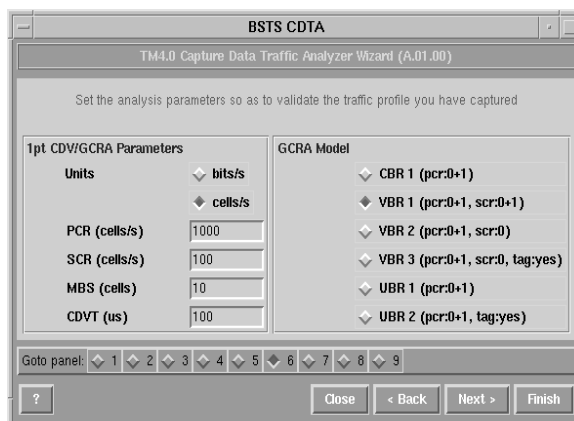 BSTS CDTA
TM4.0 Capture Data Traffic Analyzer Wizard (A.01.00)
Set the analysis parameters so as to validate the traffic profile you have captured
1pt CDV/GCRA Parameters
Units
bits/s
cells/s
PCR (cells/s) 1000
SCR (cells/s) 100
MBS (cells) 10
CDVT (us) 100
GCRA Model
CBR 1 (pcr:0+1)
VBR 1 (pcr:0+1, scr:0+1)
VBR 2 (pcr:0+1, scr:0)
VBR 3 (pcr:0+1, scr:0, tag:yes)
UBR 1 (pcr:0+1)
UBR 2 (pcr:0+1, tag:yes)
Goto panel: 1 2 3 4 5 6 7 8 9
? Close < Back Next > Finish